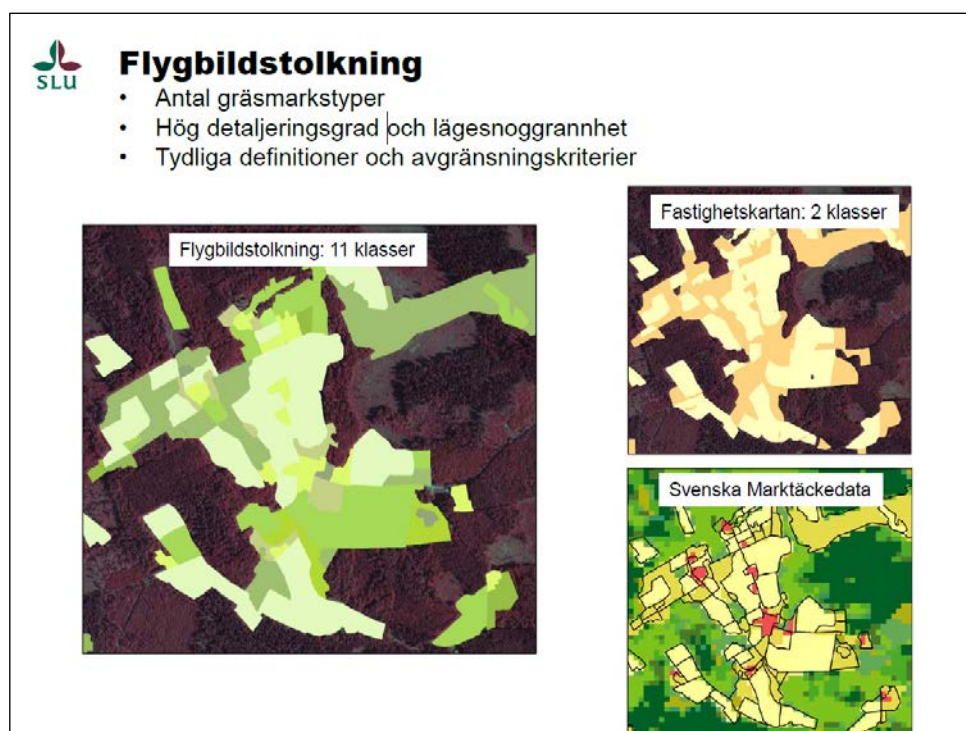 SLU
Flygbildstolkning
• Antal gräsmarkstyper
• Hög detaljeringsgrad och lägesnoggrannhet
• Tydliga definitioner och avgränsningskriterier
Flygbildstolkning: 11 klasser
Fastighetskartan: 2 klasser
Svenska Marktäckedata